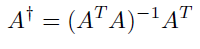 A† = (AᵀA)⁻¹Aᵀ